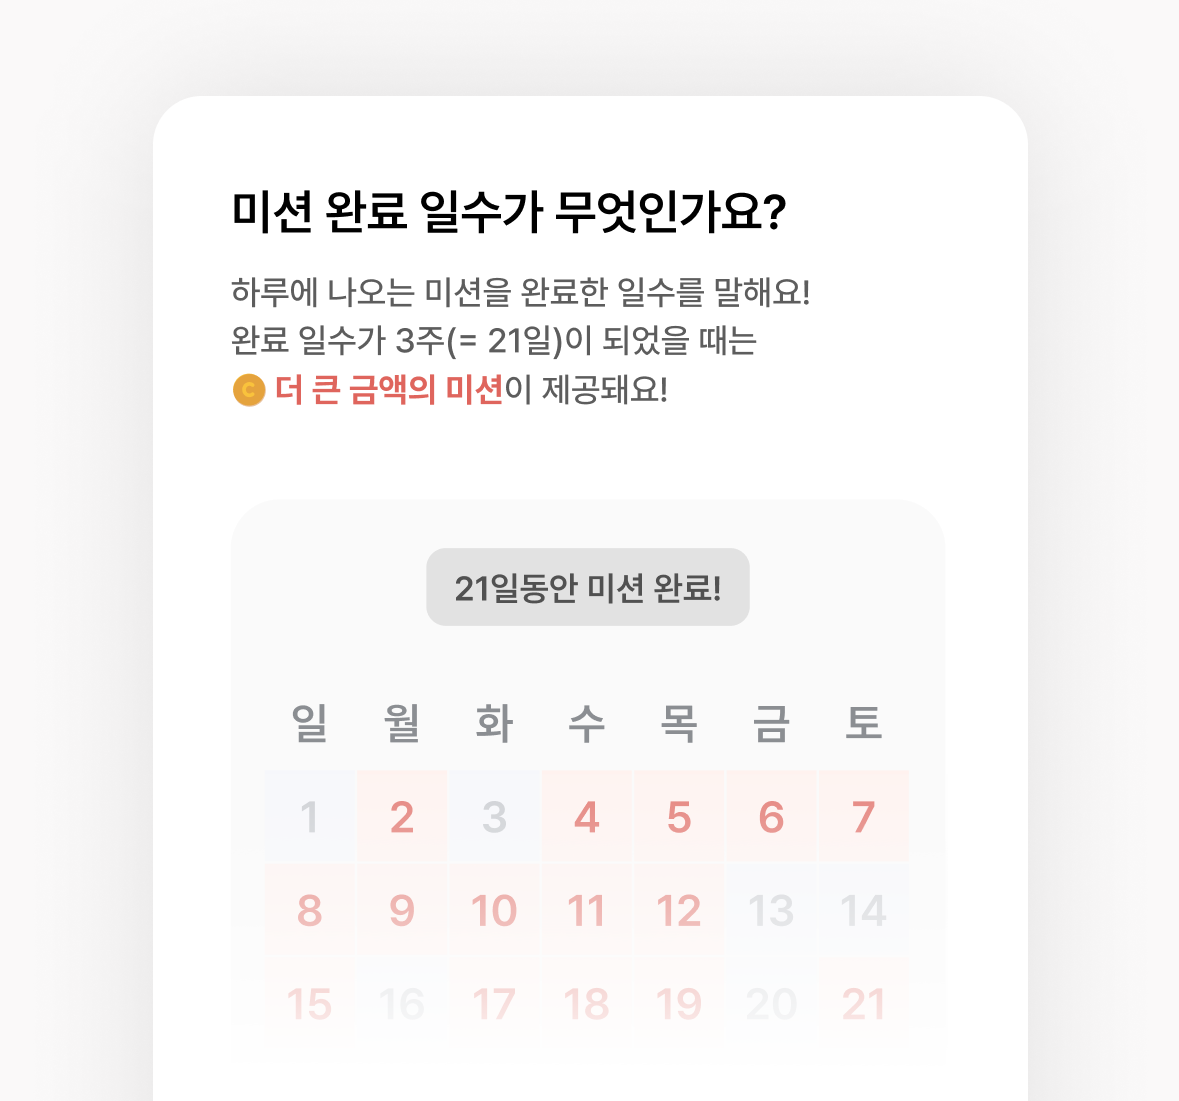 미션 완료 일수가 무엇인가요?
하루에 나오는 미션을 완료한 일수를 말해요!
완료 일수가 3주(= 21일)이 되었을 때는
C 더 큰 금액의 미션이 제공돼요!
21일동안 미션 완료!
일 월 화 수 목 금 토
1 2 3 4 5 6 7
8 9 10 11 12 13 14
15 16 17 18 19 20 21